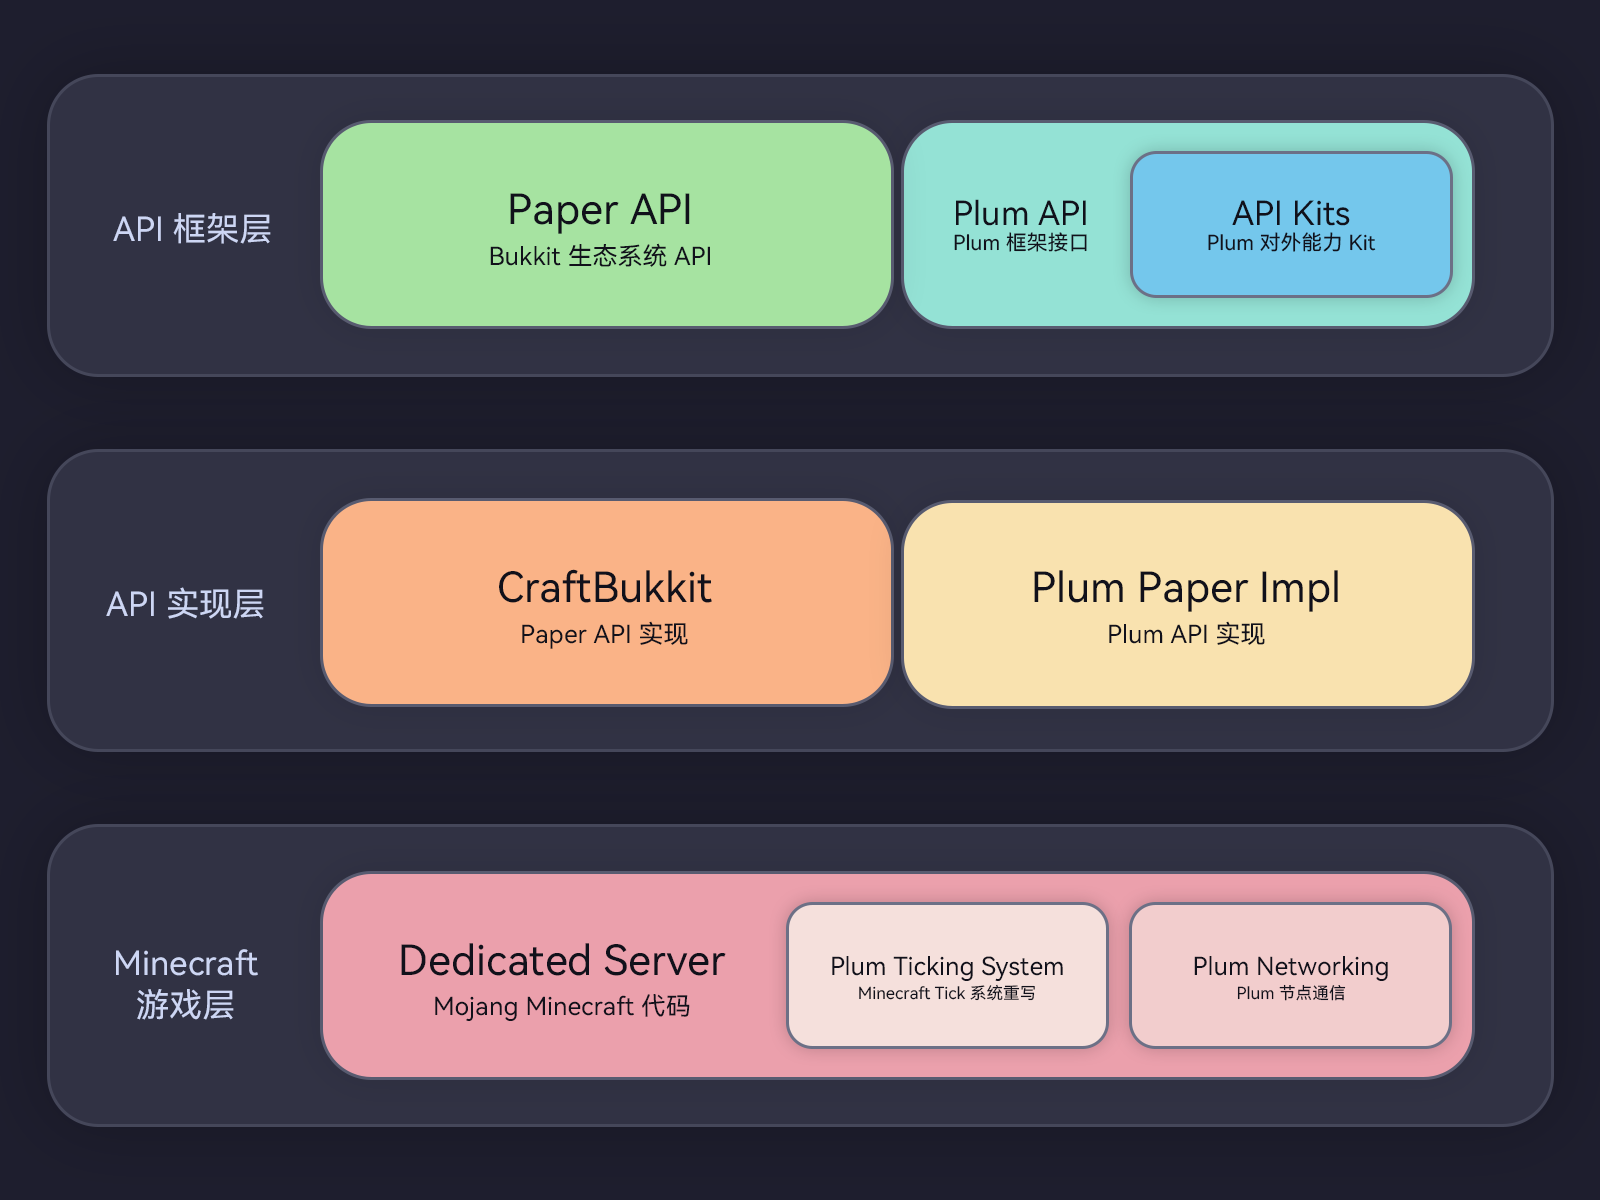 API 框架层
Paper API
Bukkit 生态系统 API
Plum API
Plum 框架接口
API Kits
Plum 对外能力 Kit
API 实现层
CraftBukkit
Paper API 实现
Plum Paper Impl
Plum API 实现
Minecraft
游戏层
Dedicated Server
Mojang Minecraft 代码
Plum Ticking System
Minecraft Tick 系统重写
Plum Networking
Plum 节点通信